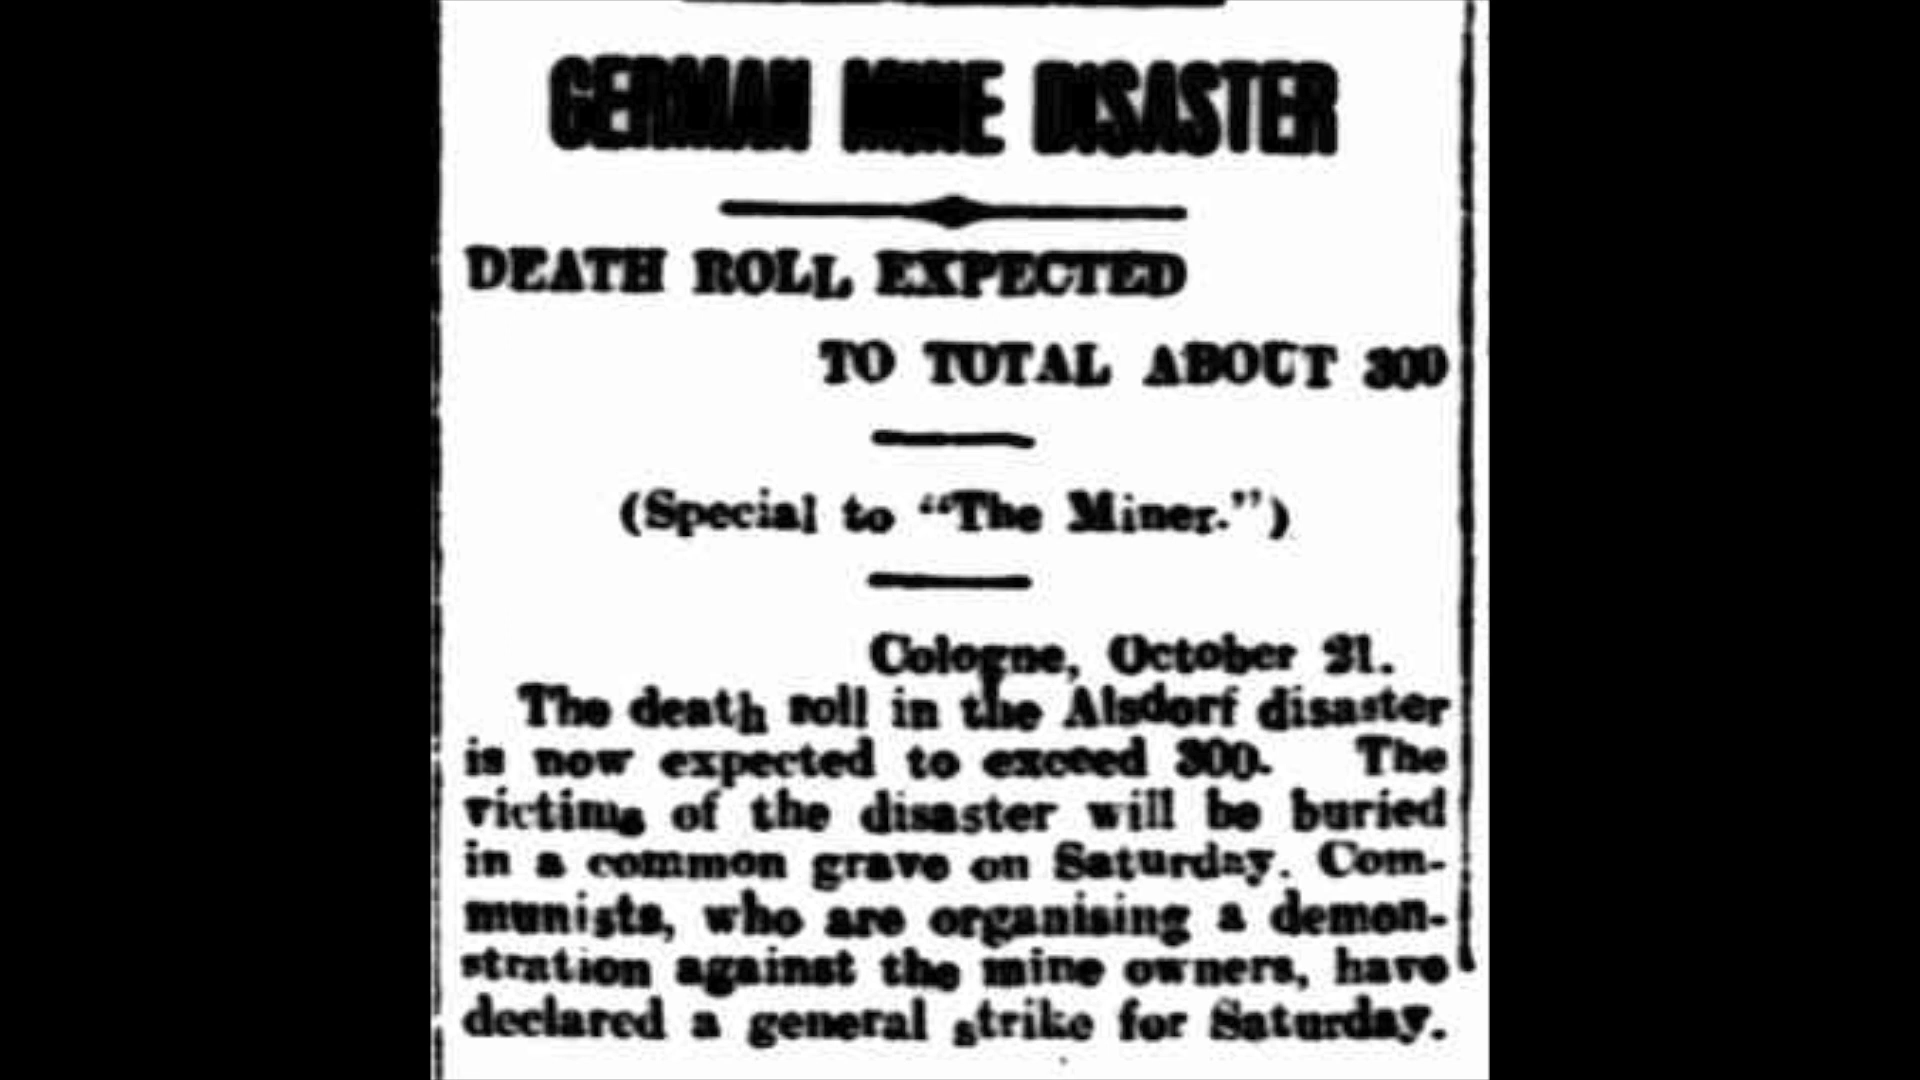 GERMAN MINE DISASTER
DEATH ROLL EXPECTED
TO TOTAL ABOUT 300
(Special to "The Miner.")
Cologne, October 21.
The death roll in the Alsdorf disaster
is now expected to exceed 300. The
victims of the disaster will be buried
in a common grave on Saturday. Com-
munists, who are organising a demon-
stration against the mine owners, have
declared a general strike for Saturday.